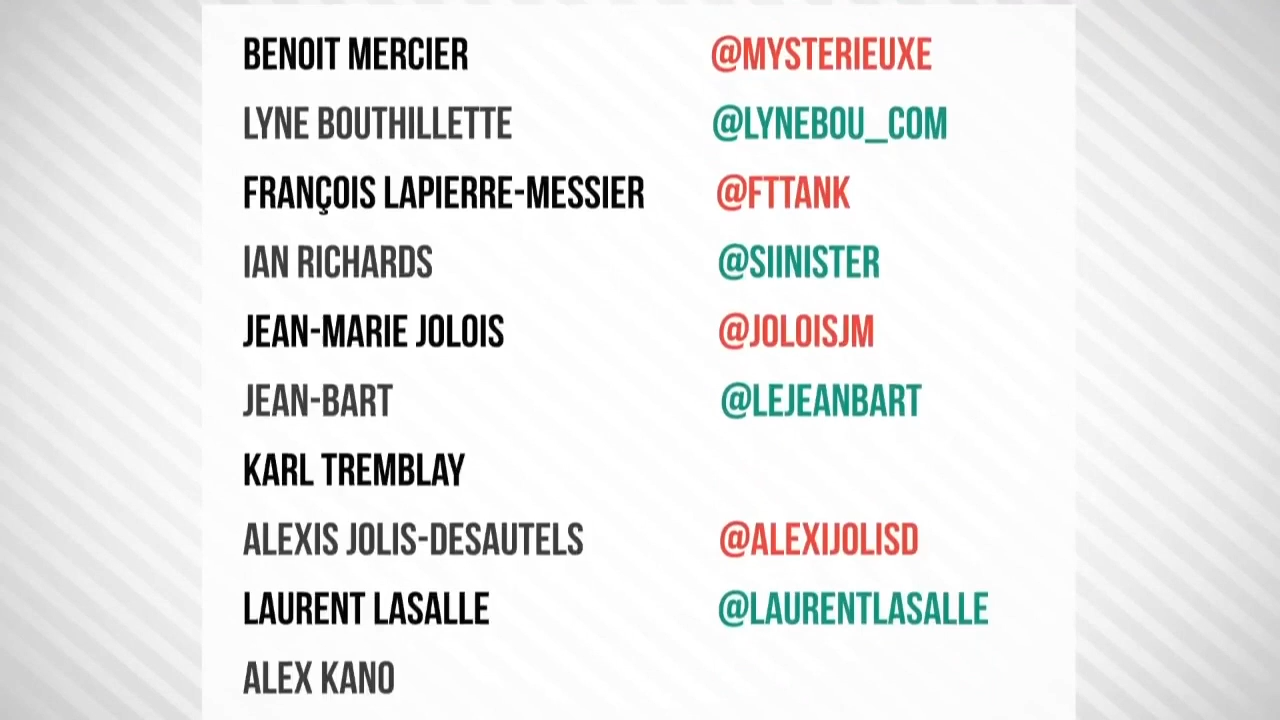 BENOIT MERCIER @MYSTERIEUXE
LYNE BOUTHILLETTE @LYNEBOU_COM
FRANÇOIS LAPIERRE-MESSIER @FTTANK
IAN RICHARDS @SIINISTER
JEAN-MARIE JOLOIS @JOLOISJM
JEAN-BART @LEJEANBART
KARL TREMBLAY
ALEXIS JOLIS-DESAUTELS @ALEXIJOLISD
LAURENT LASALLE @LAURENTLASALLE
ALEX KANO